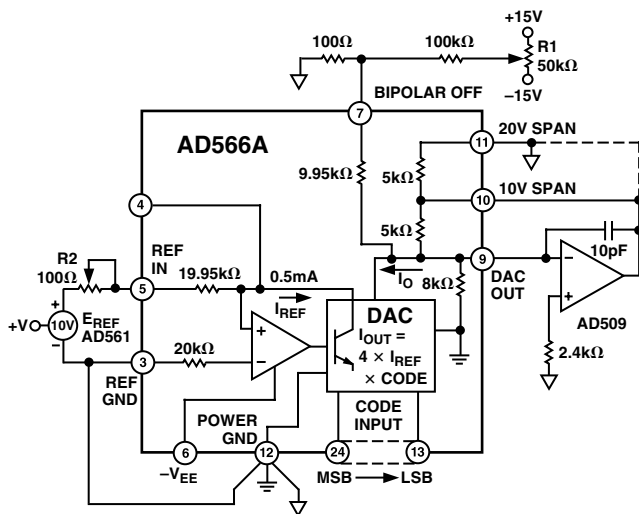 +15V
100Ω
100kΩ
R1
50kΩ
–15V
BIPOLAR OFF
7
AD566A
11
20V SPAN
9.95kΩ
5kΩ
10
10V SPAN
4
5kΩ
R2
100Ω
REF
IN
9
10pF
5
19.95kΩ
0.5mA
IO
8kΩ
DAC
OUT
+
IREF
–
+V
10V
EREF
AD561
+
DAC
+
AD509
–
IOUT =
4 × IREF
× CODE
3
20kΩ
–
2.4kΩ
REF
GND
POWER
GND
CODE
INPUT
6
12
24
13
–VEE
MSB
LSB